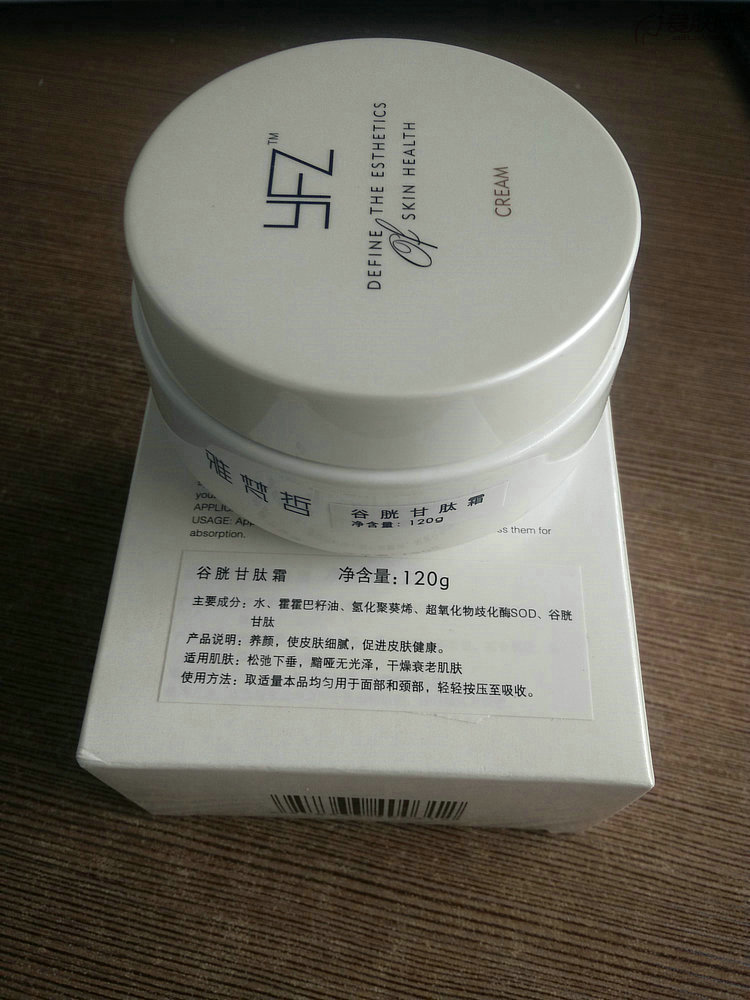 YFZ™
DEFINE THE ESTHETICS
Of SKIN HEALTH
CREAM
雅梵哲
谷胱甘肽霜
净含量：120g
USAGE: App
ss them for
absorption.
谷胱甘肽霜 净含量：120g
主要成分：水、霍霍巴籽油、氢化聚葵烯、超氧化物歧化酶SOD、谷胱
甘肽
产品说明：养颜，使皮肤细腻，促进皮肤健康。
适用肌肤：松弛下垂，黯哑无光泽，干燥衰老肌肤
使用方法：取适量本品均匀用于面部和颈部，轻轻按压至吸收。